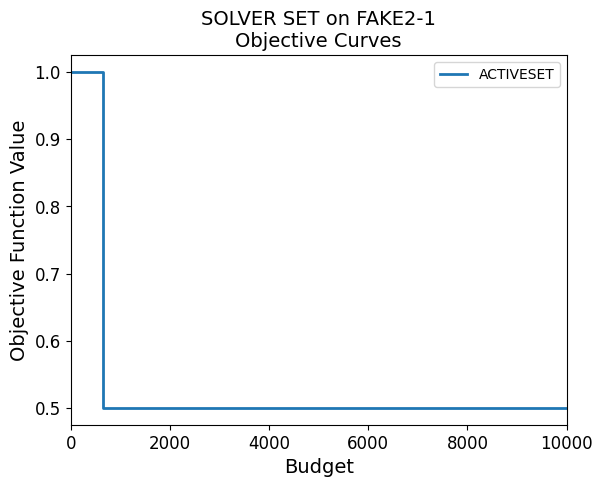 SOLVER SET on FAKE2-1
Objective Curves
ACTIVESET
Objective Function Value
1.0
0.9
0.8
0.7
0.6
0.5
0 2000 4000 6000 8000 10000
Budget